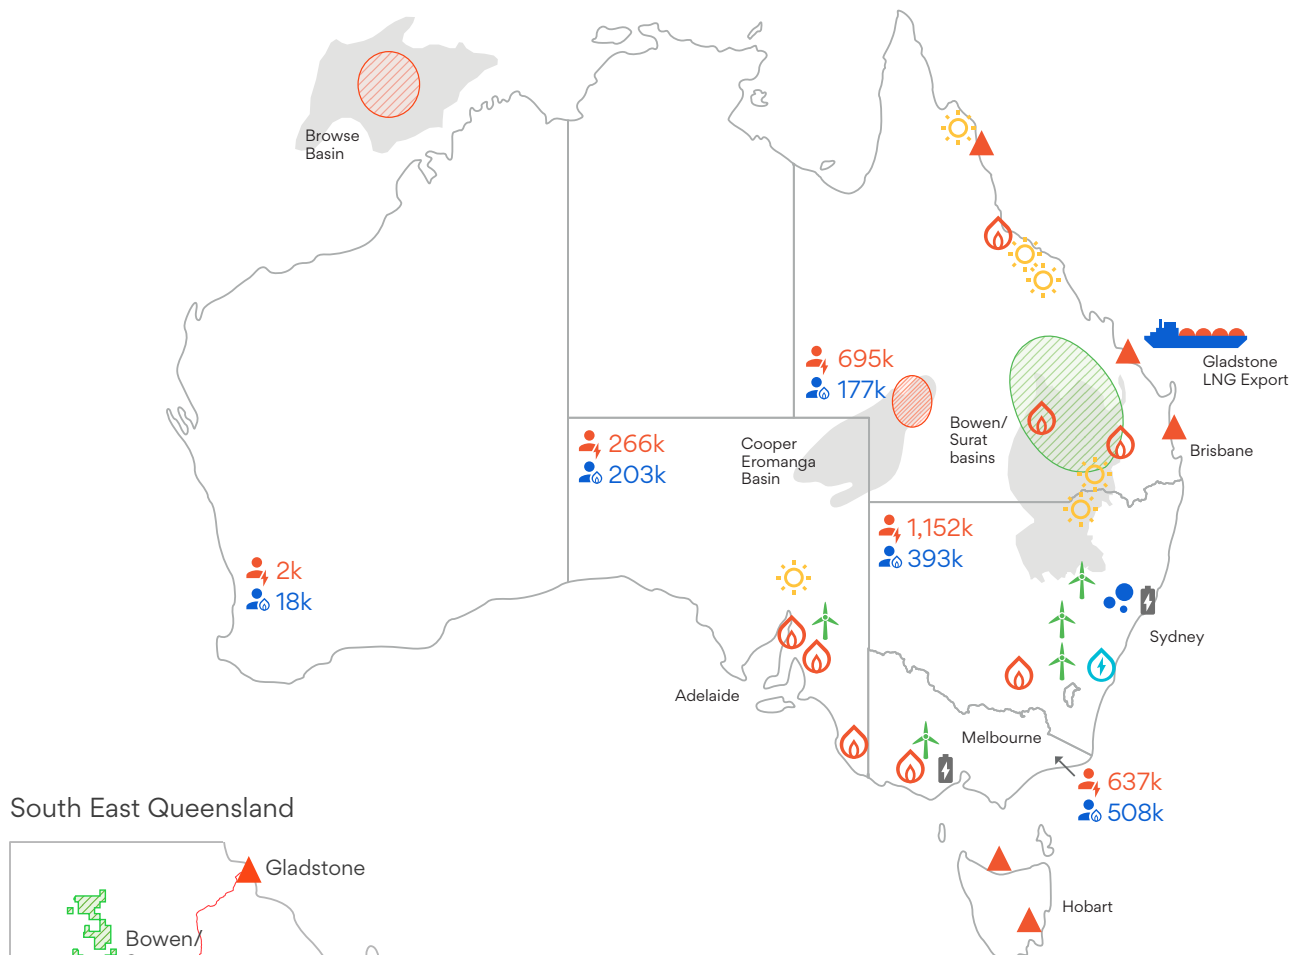 Browse
Basin
695k
177k
Gladstone
LNG Export
266k
203k
Cooper
Eromanga
Basin
Bowen/
Surat
basins
Brisbane
1,152k
393k
2k
18k
Sydney
Adelaide
Melbourne
637k
508k
South East Queensland
Gladstone
Hobart
Bowen/